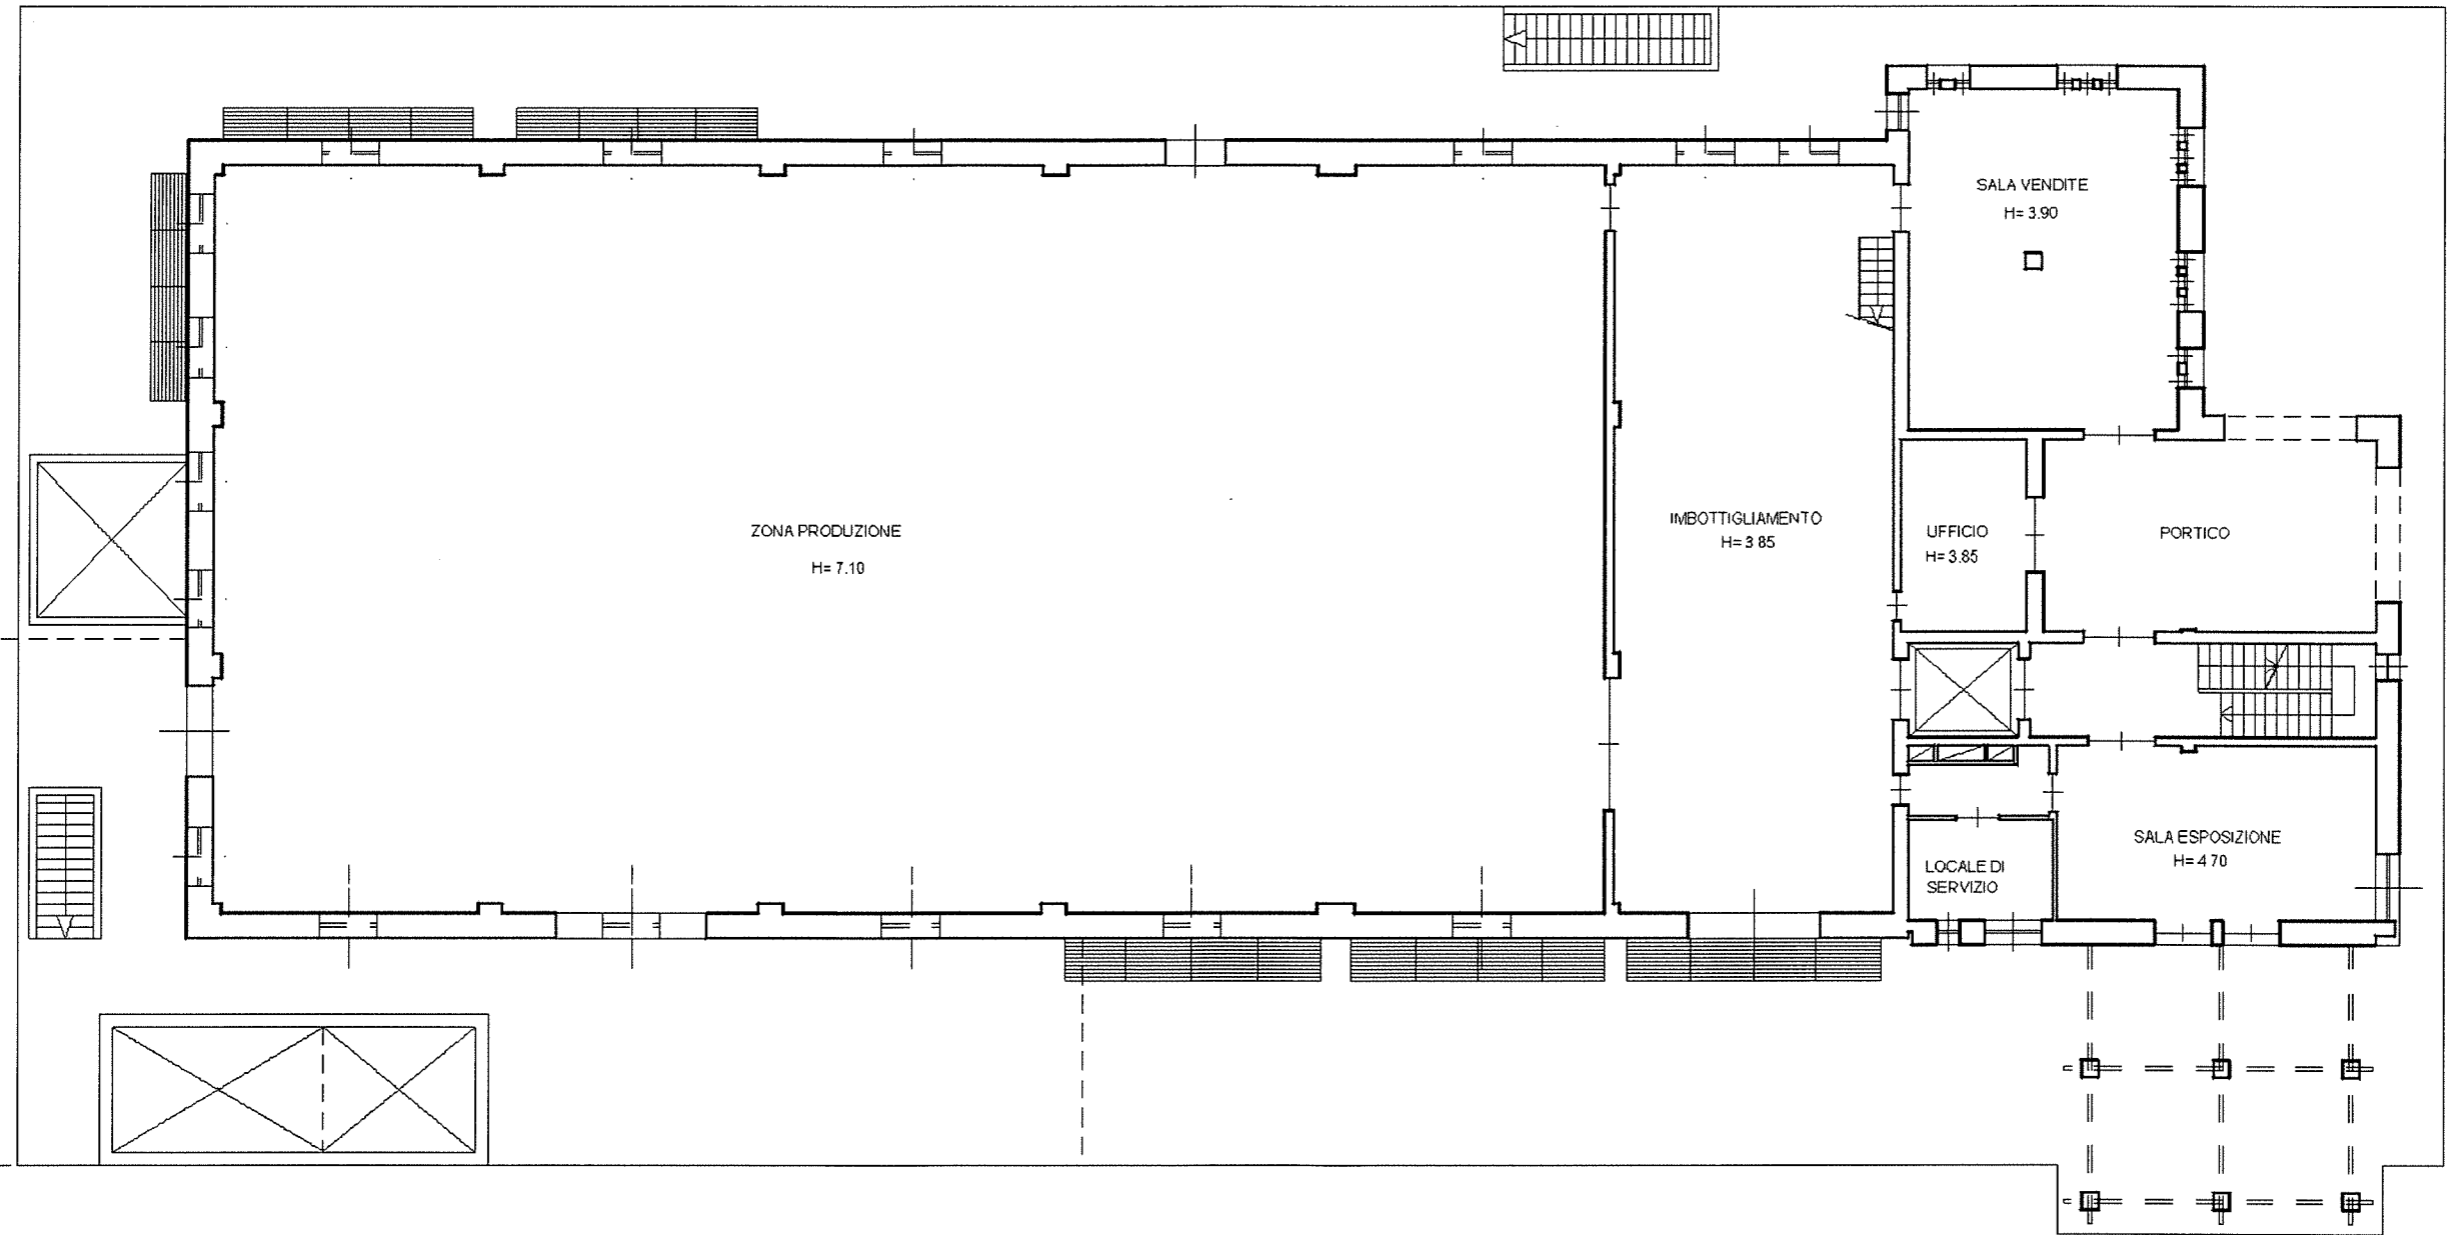 SALA VENDITE
H= 3.90
ZONA PRODUZIONE
H= 7.10
IMBOTTIGLIAMENTO
H= 3 85
UFFICIO
H= 3.85
PORTICO
SALA ESPOSIZIONE
H= 4 70
LOCALE DI
SERVIZIO